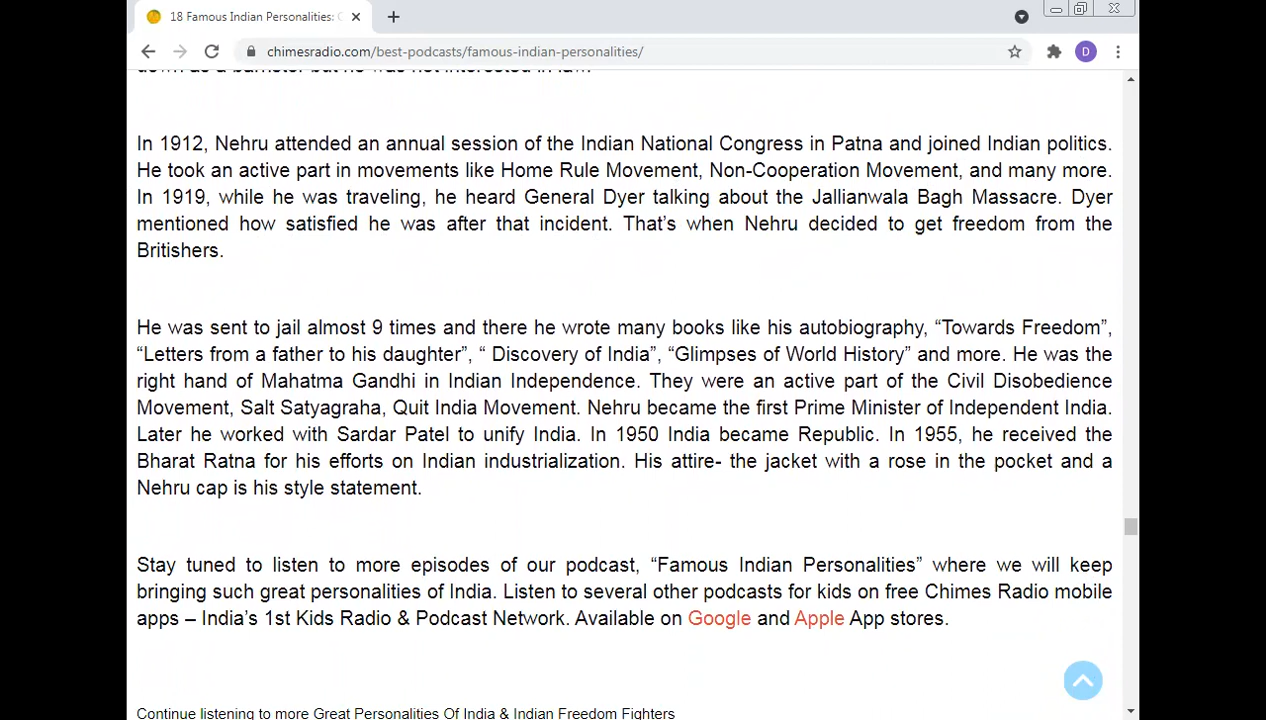 18 Famous Indian Personalities:
chimesradio.com/best-podcasts/famous-indian-personalities/
D
down as a barrister but he was not interested in law.
In 1912, Nehru attended an annual session of the Indian National Congress in Patna and joined Indian politics.
He took an active part in movements like Home Rule Movement, Non-Cooperation Movement, and many more.
In 1919, while he was traveling, he heard General Dyer talking about the Jallianwala Bagh Massacre. Dyer
mentioned how satisfied he was after that incident. That’s when Nehru decided to get freedom from the
Britishers.
He was sent to jail almost 9 times and there he wrote many books like his autobiography, “Towards Freedom”,
“Letters from a father to his daughter”, “ Discovery of India”, “Glimpses of World History” and more. He was the
right hand of Mahatma Gandhi in Indian Independence. They were an active part of the Civil Disobedience
Movement, Salt Satyagraha, Quit India Movement. Nehru became the first Prime Minister of Independent India.
Later he worked with Sardar Patel to unify India. In 1950 India became Republic. In 1955, he received the
Bharat Ratna for his efforts on Indian industrialization. His attire- the jacket with a rose in the pocket and a
Nehru cap is his style statement.
Stay tuned to listen to more episodes of our podcast, “Famous Indian Personalities” where we will keep
bringing such great personalities of India. Listen to several other podcasts for kids on free Chimes Radio mobile
apps – India’s 1st Kids Radio & Podcast Network. Available on Google and Apple App stores.
Continue listening to more Great Personalities Of India & Indian Freedom Fighters